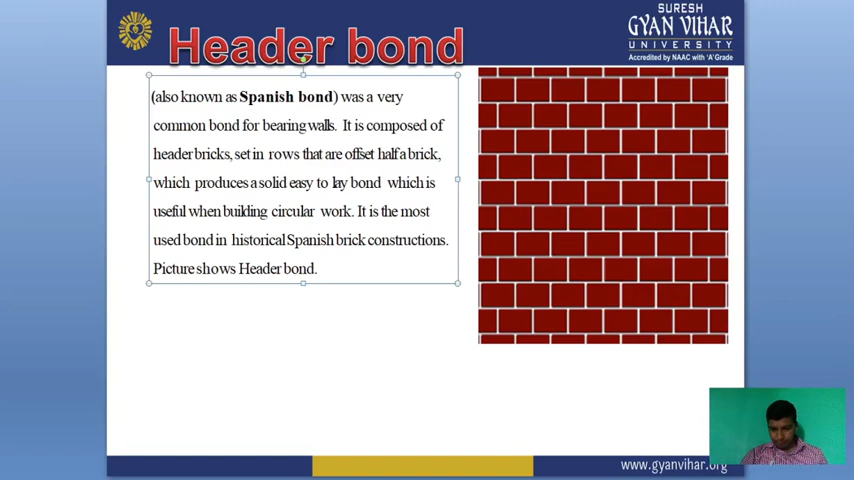 SURESH
GYAN VIHAR
UNIVERSITY
Accredited by NAAC with 'A' Grade
Header bond
(also known as Spanish bond) was a very
common bond for bearing walls. It is composed of
header bricks, set in rows that are offset half a brick,
which produces a solid easy to lay bond which is
useful when building circular work. It is the most
used bond in historical Spanish brick constructions.
Picture shows Header bond.
www.gyanvihar.org